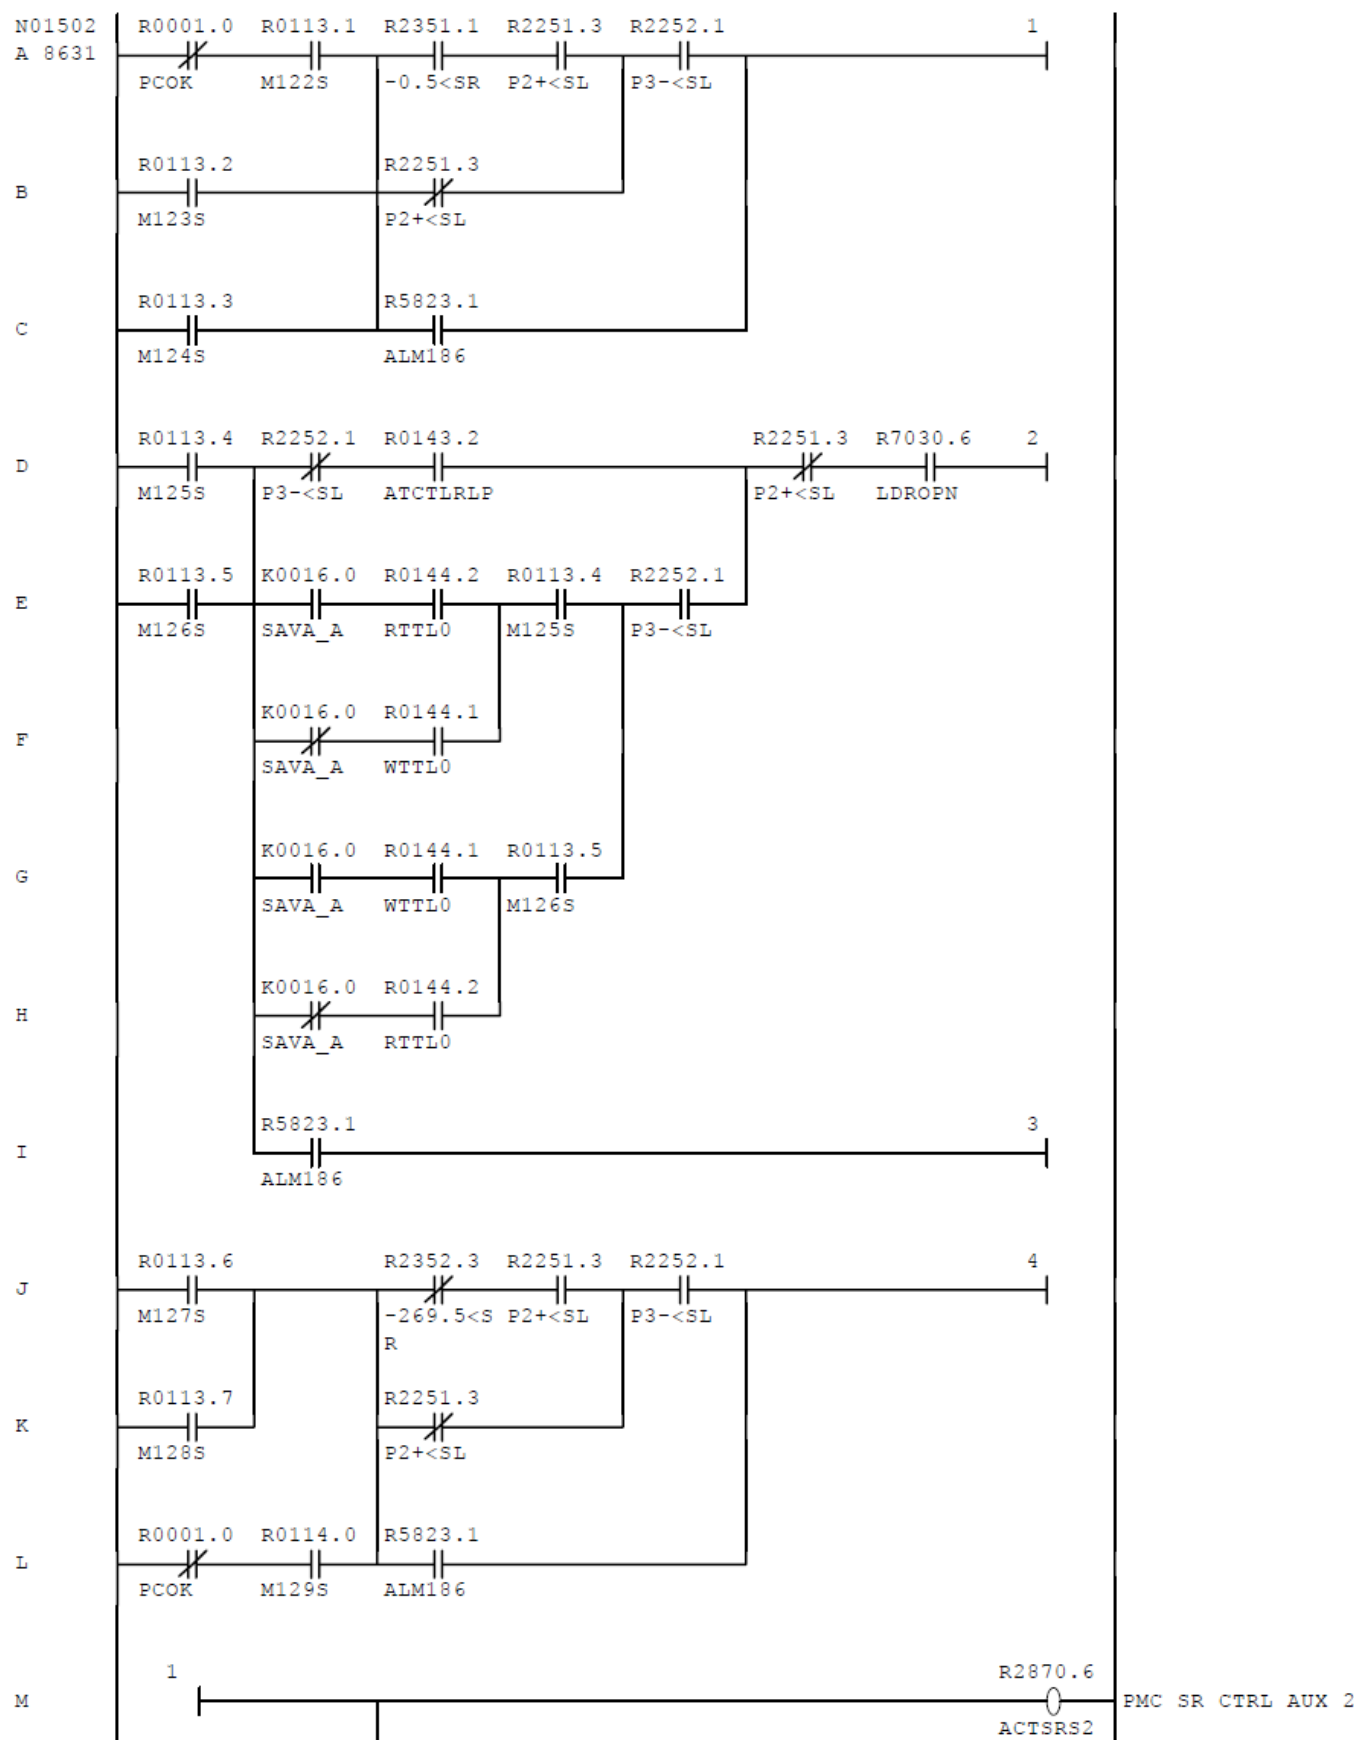 N01502 R0001.0 R0113.1 R2351.1 R2251.3 R2252.1 1
A 8631
PCOK M122S -0.5<SR P2+<SL P3-<SL
R0113.2 R2251.3
B
M123S P2+<SL
R0113.3 R5823.1
C
M124S ALM186
R0113.4 R2252.1 R0143.2 R2251.3 R7030.6 2
D
M125S P3-<SL ATCTLRLP P2+<SL LDROPN
R0113.5 K0016.0 R0144.2 R0113.4 R2252.1
E
M126S SAVA_A RTTL0 M125S P3-<SL
K0016.0 R0144.1
F
SAVA_A WTTL0
K0016.0 R0144.1 R0113.5
G
SAVA_A WTTL0 M126S
K0016.0 R0144.2
H
SAVA_A RTTL0
R5823.1 3
I
ALM186
R0113.6 R2352.3 R2251.3 R2252.1 4
J
M127S -269.5<S P2+<SL P3-<SL
R
R0113.7 R2251.3
K
M128S P2+<SL
R0001.0 R0114.0 R5823.1
L
PCOK M129S ALM186
1 R2870.6
M PMC SR CTRL AUX 2
ACTSRS2